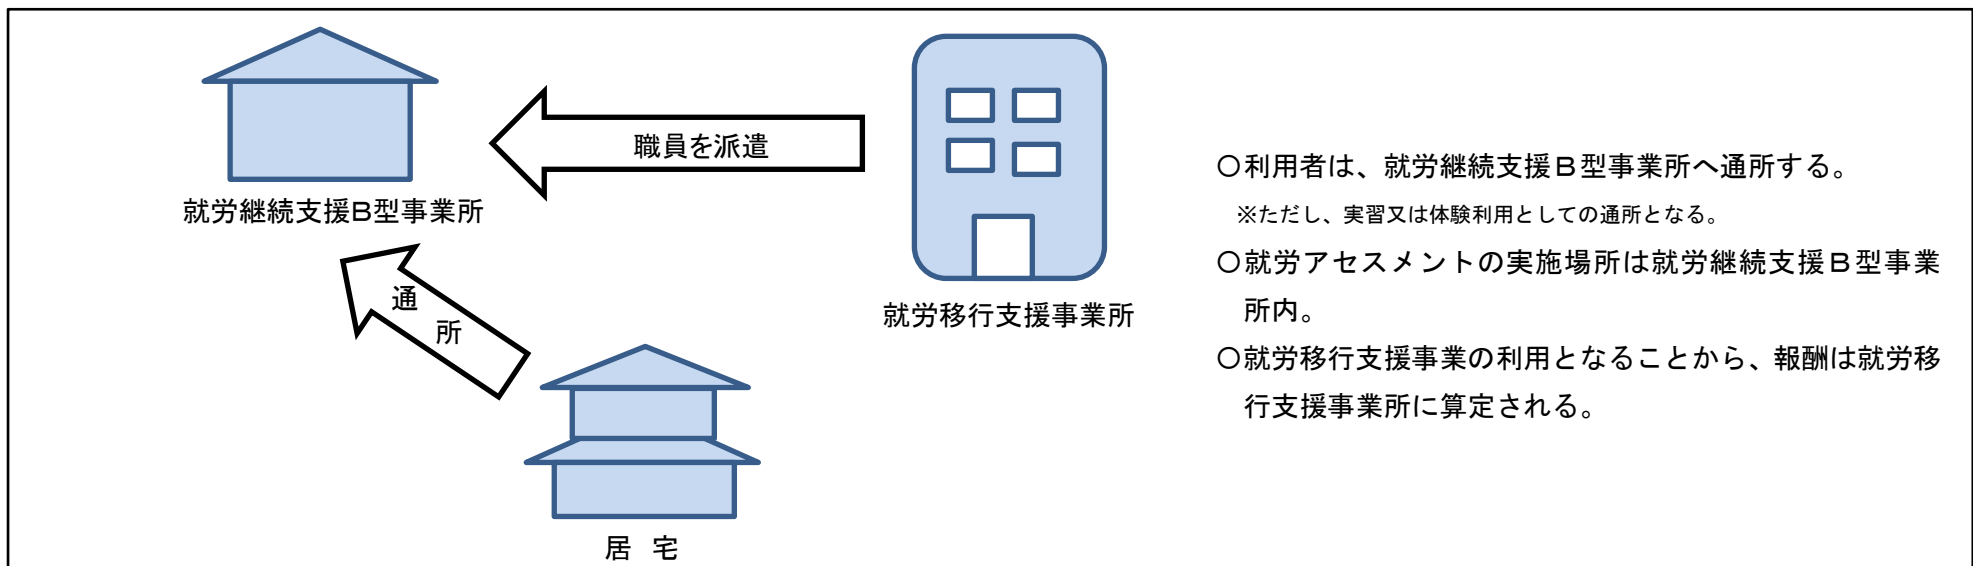 職員を派遣
就労継続支援B型事業所
就労移行支援事業所
通
所
居 宅
○利用者は、就労継続支援Ｂ型事業所へ通所する。
※ただし、実習又は体験利用としての通所となる。
○就労アセスメントの実施場所は就労継続支援Ｂ型事業
所内。
○就労移行支援事業の利用となることから、報酬は就労移
行支援事業所に算定される。